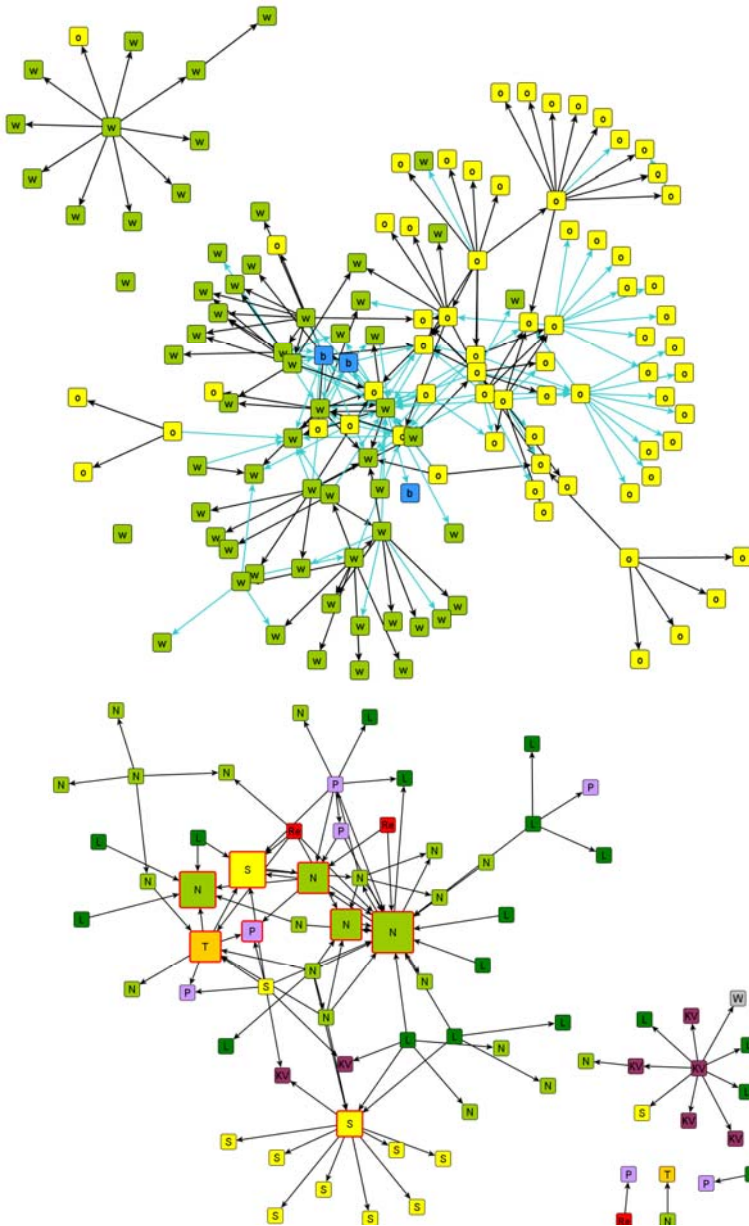 w
o w
w w
o o
o o
o
w w w o
o w o o
o o o
w w o
o
w w w o o o
w o
o w o o w w
w w o o
w w w
w o o o o o
w w w o
w w b b o o
w w o o
o o o o o
o w o o o
w w w o o
o w o o o
w o w o
w w o
o w o o
w w w o o
w w w b o o
w o
w w w w
w w w o o
w w w w
w w w o
w w w w
w w w o
w w w w o
N N L
N N N P L P
Re P Re L
L L L
S N N N N
N N N
L N N N L
T P N L
N P S N N
N L
L L L N
KV KV N
N
S
S S S
S S
S S S
W
L KV
L
N KV KV
L
S KV KV
P T P L
Re N